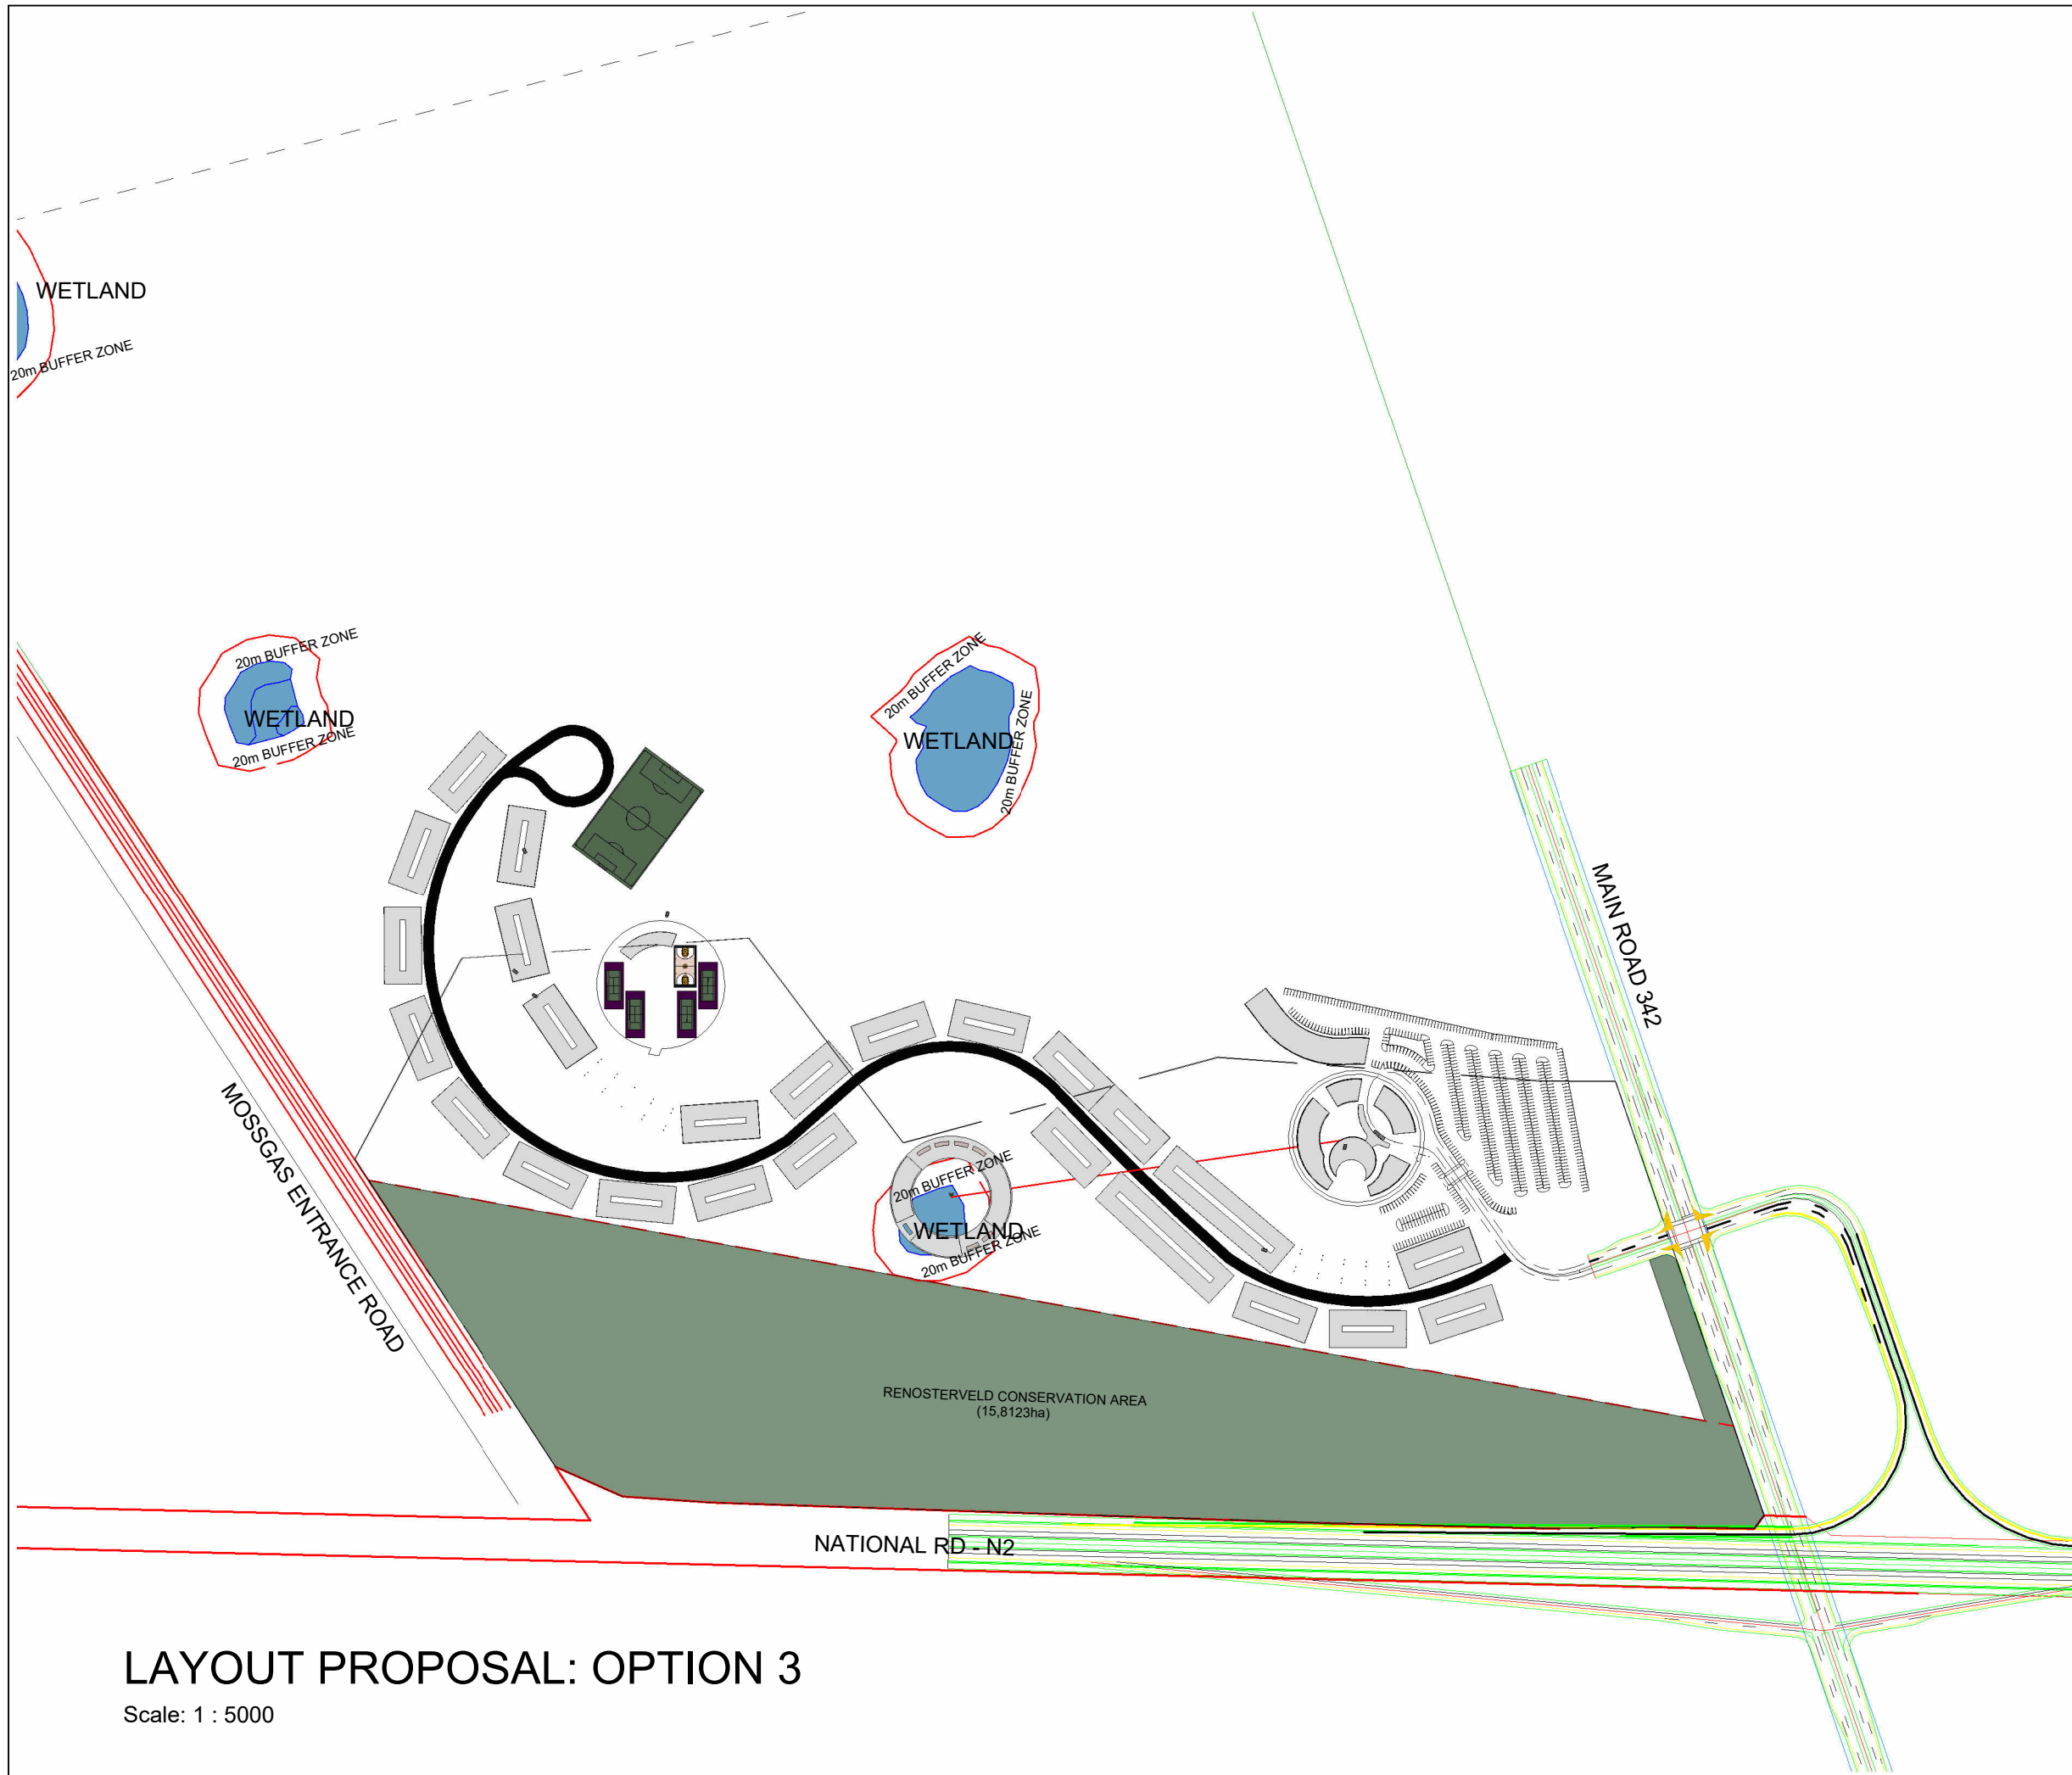 WETLAND
20m BUFFER ZONE
20m BUFFER ZONE
WETLAND
20m BUFFER ZONE
20m BUFFER ZONE
WETLAND
20m BUFFER ZONE
MAIN ROAD 342
MOSSGAS ENTRANCE ROAD
20m BUFFER ZONE
WETLAND
20m BUFFER ZONE
RENOSTERVELD CONSERVATION AREA
(15,8123ha)
NATIONAL RD - N2
LAYOUT PROPOSAL: OPTION 3
Scale: 1 : 5000